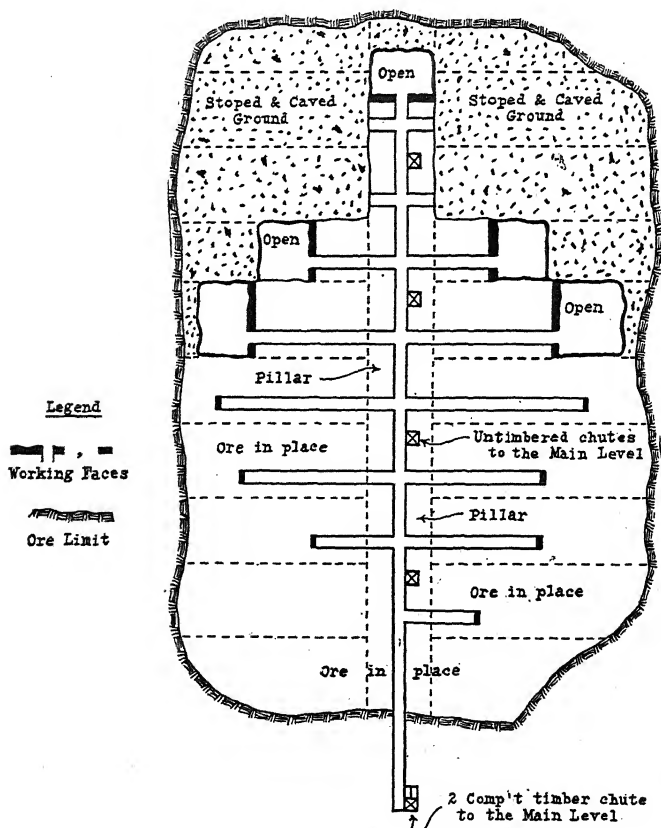 Open
Stoped & Caved
Ground
Stoped & Caved
Ground
Open
Open
Pillar
Legend
Untimbered chutes
to the Main Level
Ore in place
Working Faces
Pillar
Ore Limit
Ore in place
Ore in place
2 Comp't timber chute
to the Main Level